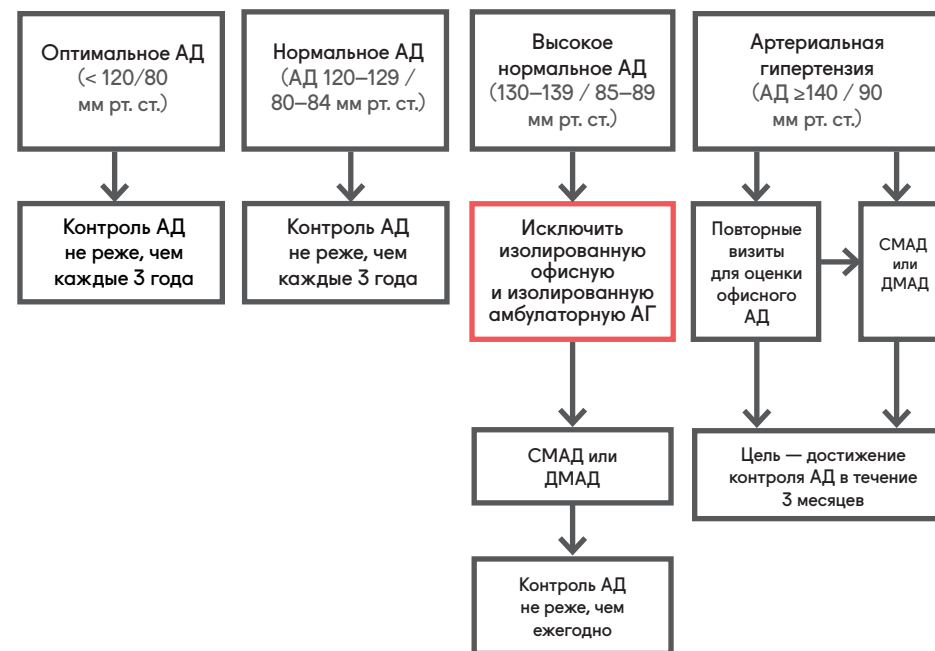 Оптимальное АД
(< 120/80
мм рт. ст.)
Нормальное АД
(АД 120–129 /
80–84 мм рт. ст.)
Высокое
нормальное АД
(130–139 / 85–89
мм рт. ст.)
Артериальная
гипертензия
(АД ≥140 / 90
мм рт. ст.)
Контроль АД
не реже, чем
каждые 3 года
Контроль АД
не реже, чем
каждые 3 года
Исключить
изолированную
офисную
и изолированную
амбулаторную АГ
Повторные
визиты
для оценки
офисного
АД
СМАД
или
ДМАД
СМАД или
ДМАД
Цель — достижение
контроля АД в течение
3 месяцев
Контроль АД
не реже, чем
ежегодно